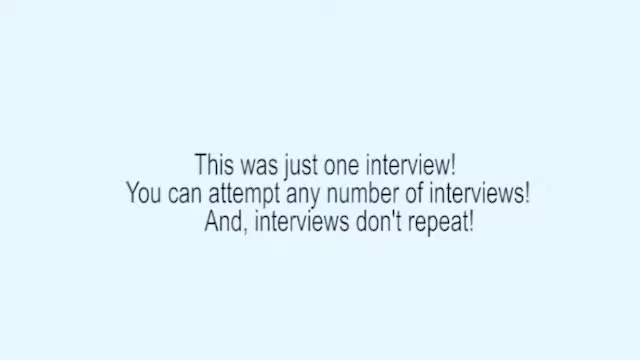 This was just one interview!
You can attempt any number of interviews!
And, interviews don't repeat!